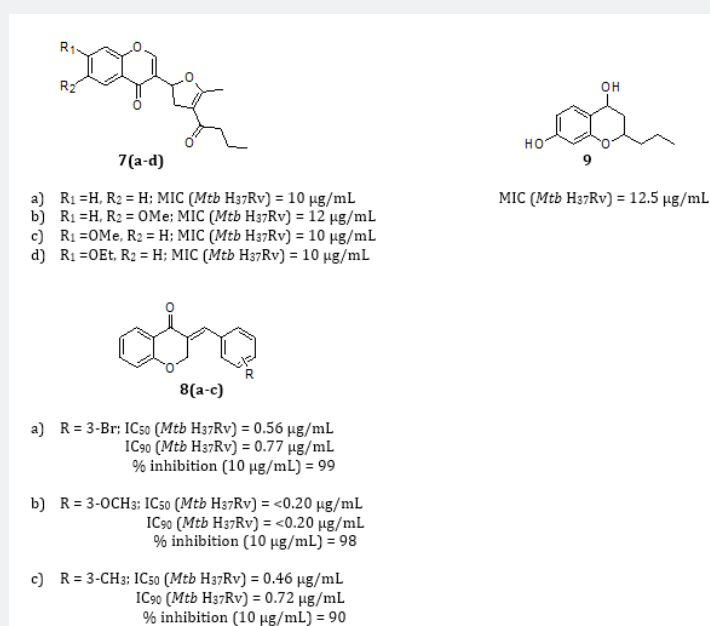 R1
R2
O
O
O
O
7(a-d)
OH
HO
O
9
a) R1 =H, R2 = H; MIC (Mtb H37Rv) = 10 µg/mL
b) R1 =H, R2 = OMe; MIC (Mtb H37Rv) = 12 µg/mL
c) R1 =OMe, R2 = H; MIC (Mtb H37Rv) = 10 µg/mL
d) R1 =OEt, R2 = H; MIC (Mtb H37Rv) = 10 µg/mL
MIC (Mtb H37Rv) = 12.5 µg/mL
O
O
R
8(a-c)
a) R = 3-Br; IC50 (Mtb H37Rv) = 0.56 µg/mL
IC90 (Mtb H37Rv) = 0.77 µg/mL
% inhibition (10 µg/mL) = 99
b) R = 3-OCH3; IC50 (Mtb H37Rv) = <0.20 µg/mL
IC90 (Mtb H37Rv) = <0.20 µg/mL
% inhibition (10 µg/mL) = 98
c) R = 3-CH3; IC50 (Mtb H37Rv) = 0.46 µg/mL
IC90 (Mtb H37Rv) = 0.72 µg/mL
% inhibition (10 µg/mL) = 90